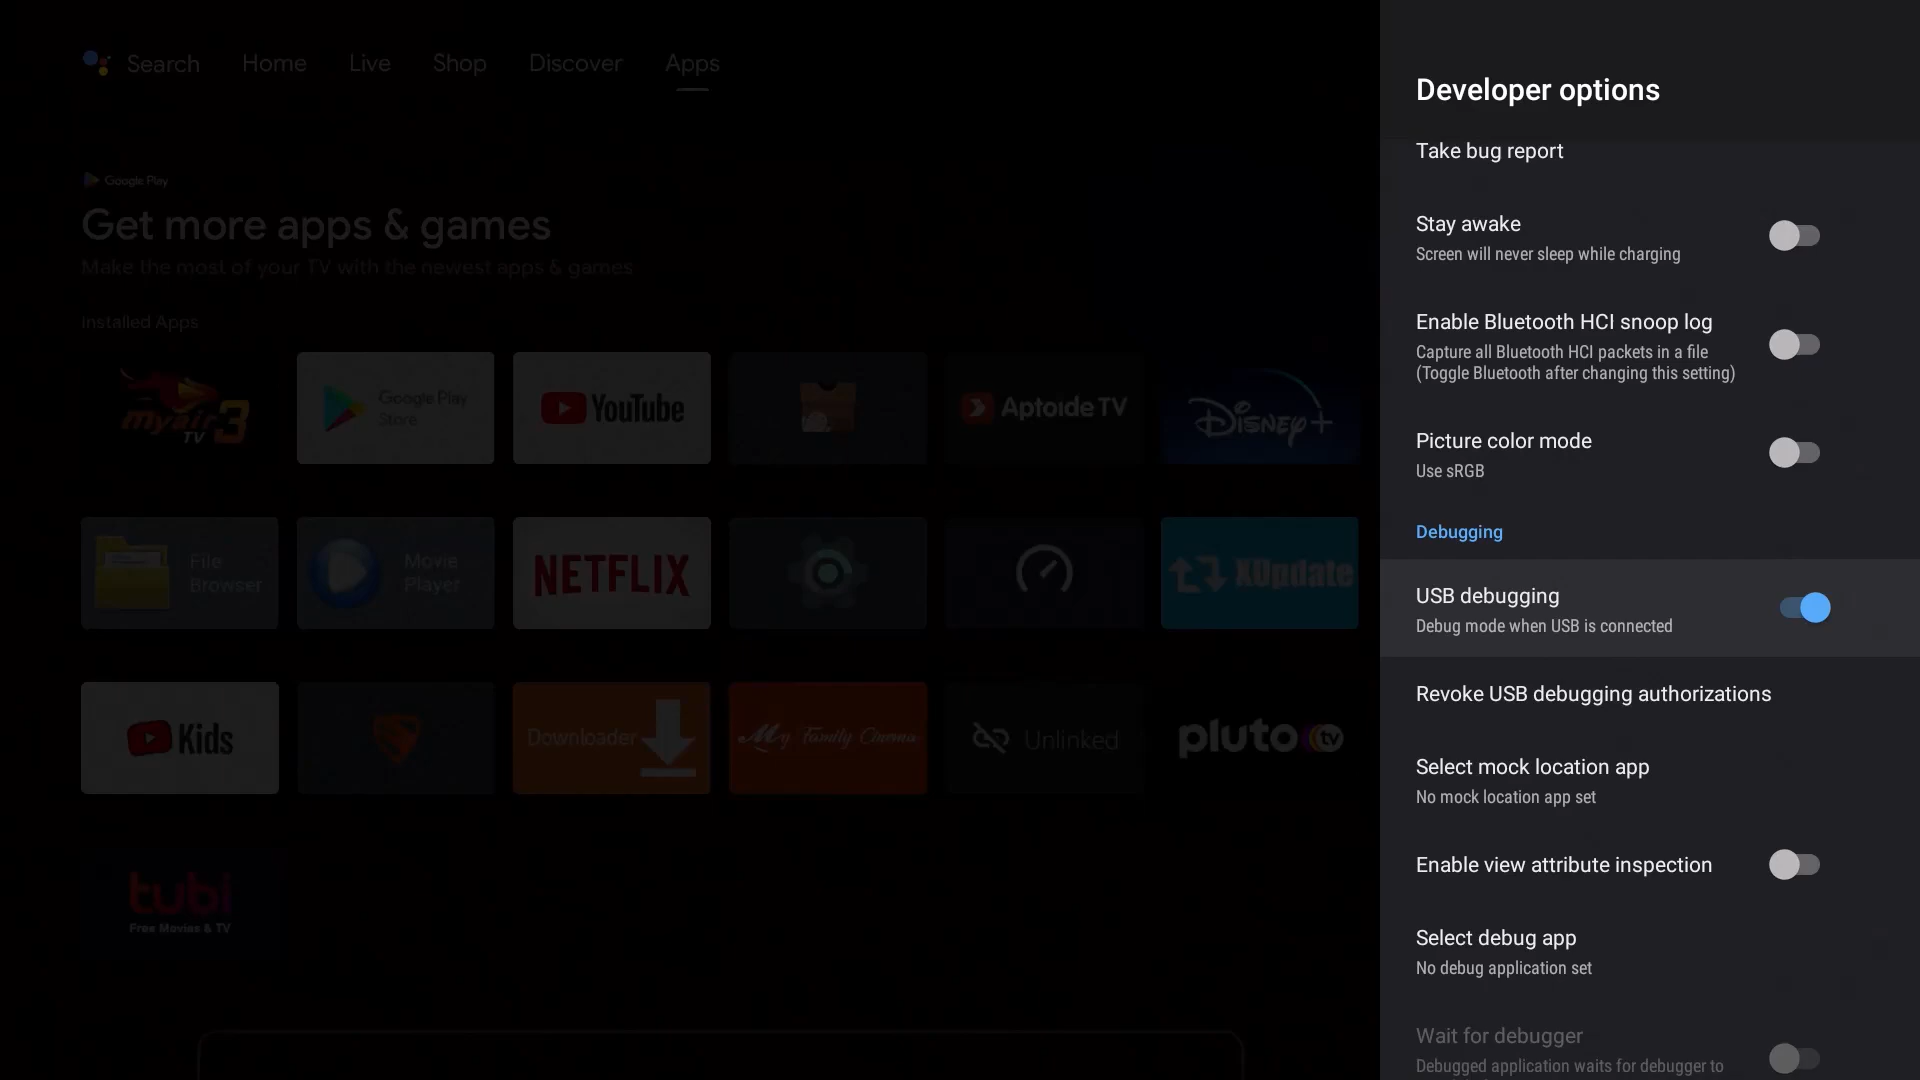 Search Home Live Shop Discover Apps
Google Play
Get more apps & games
Make the most of your TV with the newest apps & games
Installed Apps
myair TV 3
Google Play
Store
YouTube
Aptoide TV
Disney+
File
Browser
Movie
Player
NETFLIX
XUpdate
Kids
Downloader
My Family Cinema
Unlinked
pluto tv
tubi
Free Movies & TV
Developer options
Take bug report
Stay awake
Screen will never sleep while charging
Enable Bluetooth HCI snoop log
Capture all Bluetooth HCI packets in a file
(Toggle Bluetooth after changing this setting)
Picture color mode
Use sRGB
Debugging
USB debugging
Debug mode when USB is connected
Revoke USB debugging authorizations
Select mock location app
No mock location app set
Enable view attribute inspection
Select debug app
No debug application set
Wait for debugger
Debugged application waits for debugger to